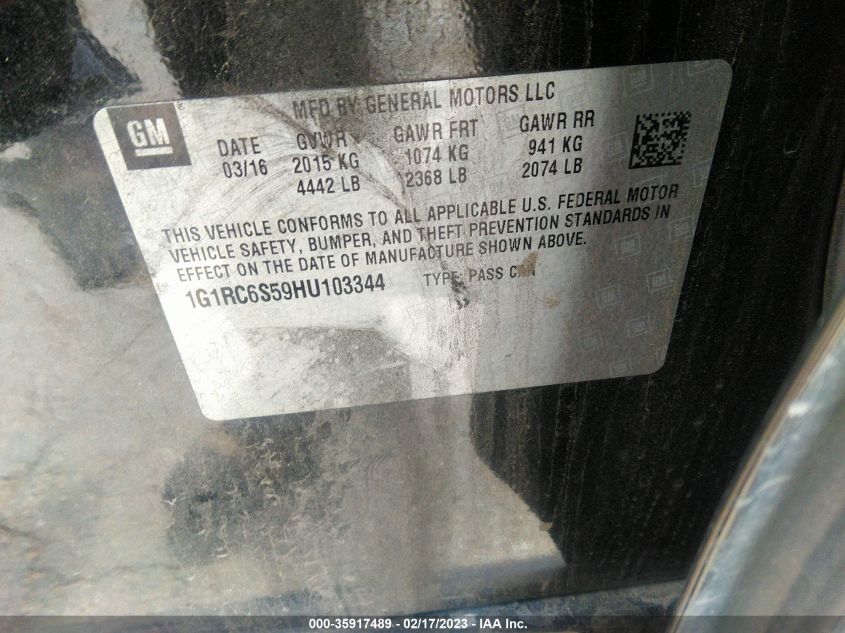 MFD BY GENERAL MOTORS LLC
GM
DATE GVWR GAWR FRT GAWR RR
03/16 2015 KG 1074 KG 941 KG
4442 LB 2368 LB 2074 LB
THIS VEHICLE CONFORMS TO ALL APPLICABLE U.S. FEDERAL MOTOR
VEHICLE SAFETY, BUMPER, AND THEFT PREVENTION STANDARDS IN
EFFECT ON THE DATE OF MANUFACTURE SHOWN ABOVE.
1G1RC6S59HU103344 TYPE: PASS CAR
000-35917489 - 02/17/2023 - IAA Inc.